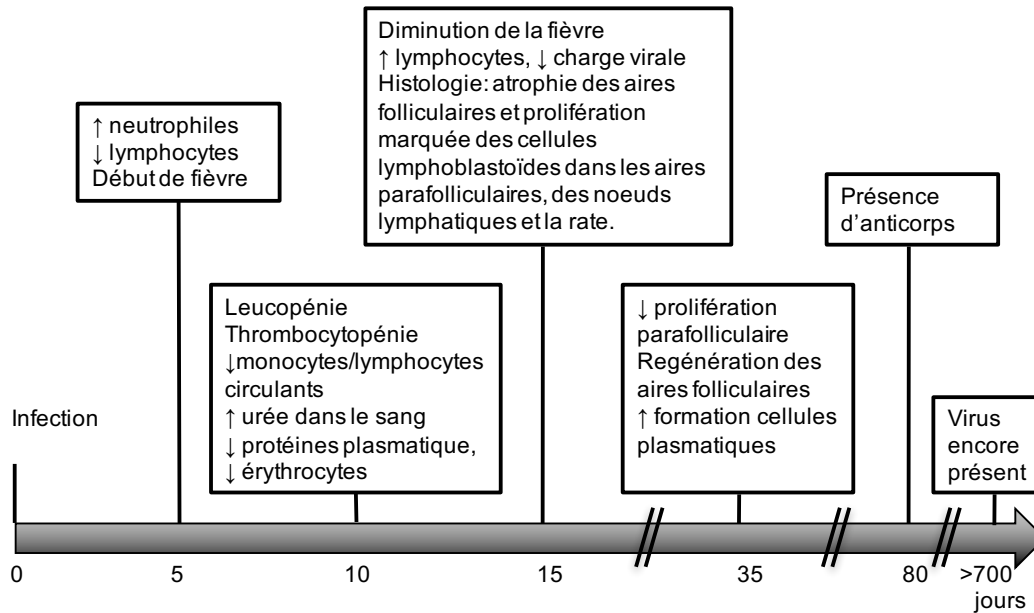 Diminution de la fièvre
↑ lymphocytes, ↓ charge virale
Histologie: atrophie des aires
folliculaires et prolifération
marquée des cellules
lymphoblastoïdes dans les aires
parafolliculaires, des noeuds
lymphatiques et la rate.
↑ neutrophiles
↓ lymphocytes
Début de fièvre
Présence
d'anticorps
Leucopénie
Thrombocytopénie
↓monocytes/lymphocytes
circulants
↑ urée dans le sang
↓ protéines plasmatique,
↓ érythrocytes
↓ prolifération
parafolliculaire
Regénération des
aires folliculaires
↑ formation cellules
plasmatiques
Infection
Virus
encore
présent
0 5 10 15 35 80 >700
jours